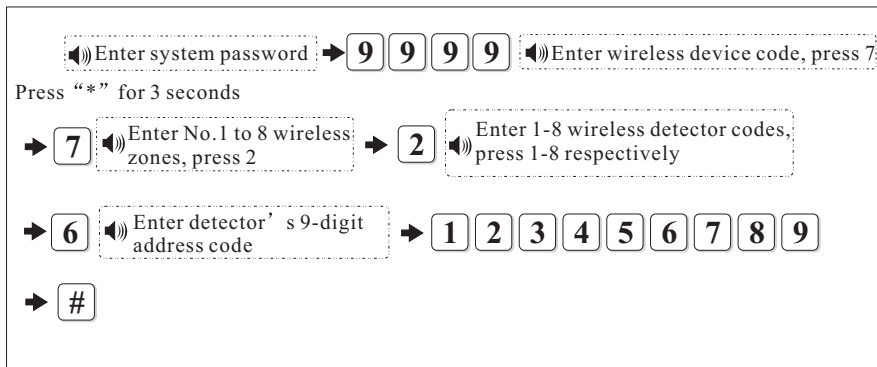 Enter system password 9 9 9 9 Enter wireless device code, press 7
Press “*” for 3 seconds
7 Enter No.1 to 8 wireless zones, press 2 2 Enter 1-8 wireless detector codes, press 1-8 respectively
6 Enter detector’s 9-digit address code 1 2 3 4 5 6 7 8 9
#